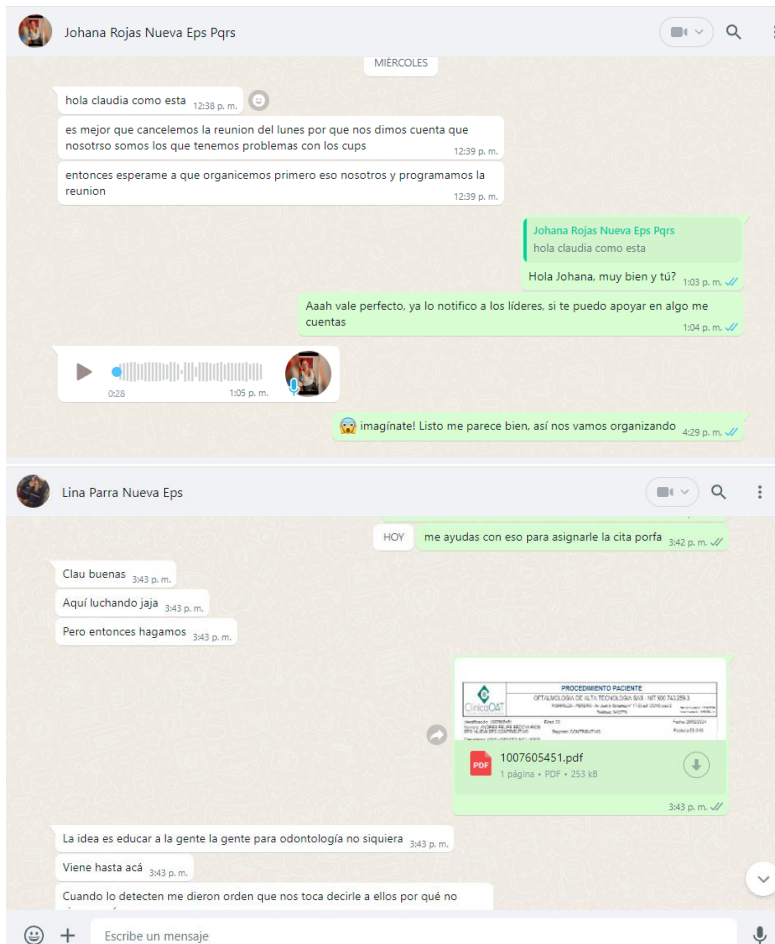 Johana Rojas Nueva Eps Pqrs
MIÉRCOLES
hola claudia como esta 12:38 p. m.
es mejor que cancelemos la reunion del lunes por que nos dimos cuenta que
nosotrso somos los que tenemos problemas con los cups
12:39 p. m.
entonces esperame a que organicemos primero eso nosotros y programamos la
reunion
12:39 p. m.
Johana Rojas Nueva Eps Pqrs
hola claudia como esta
Hola Johana, muy bien y tú? 1:03 p. m.
Aaah vale perfecto, ya lo notifico a los líderes, si te puedo apoyar en algo me
cuentas
1:04 p. m.
0:28 1:05 p. m.
😱 imagínate! Listo me parece bien, así nos vamos organizando 4:29 p. m.
Lina Parra Nueva Eps
HOY
me ayudas con eso para asignarle la cita porfa 3:42 p. m.
Clau buenas 3:43 p. m.
Aquí luchando jaja 3:43 p. m.
Pero entonces hagamos 3:43 p. m.
PROCEDIMIENTO PACIENTE
OFTALMOLOGIA DE ALTA TECNOLOGIA SAS - NIT
ClinicaOAT
PDF
1007605451.pdf
1 página • PDF • 253 kB
3:43 p. m.
La idea es educar a la gente la gente para odontología no siquiera 3:43 p. m.
Viene hasta acá 3:43 p. m.
Cuando lo detecten me dieron orden que nos toca decirle a ellos por qué no
Escribe un mensaje